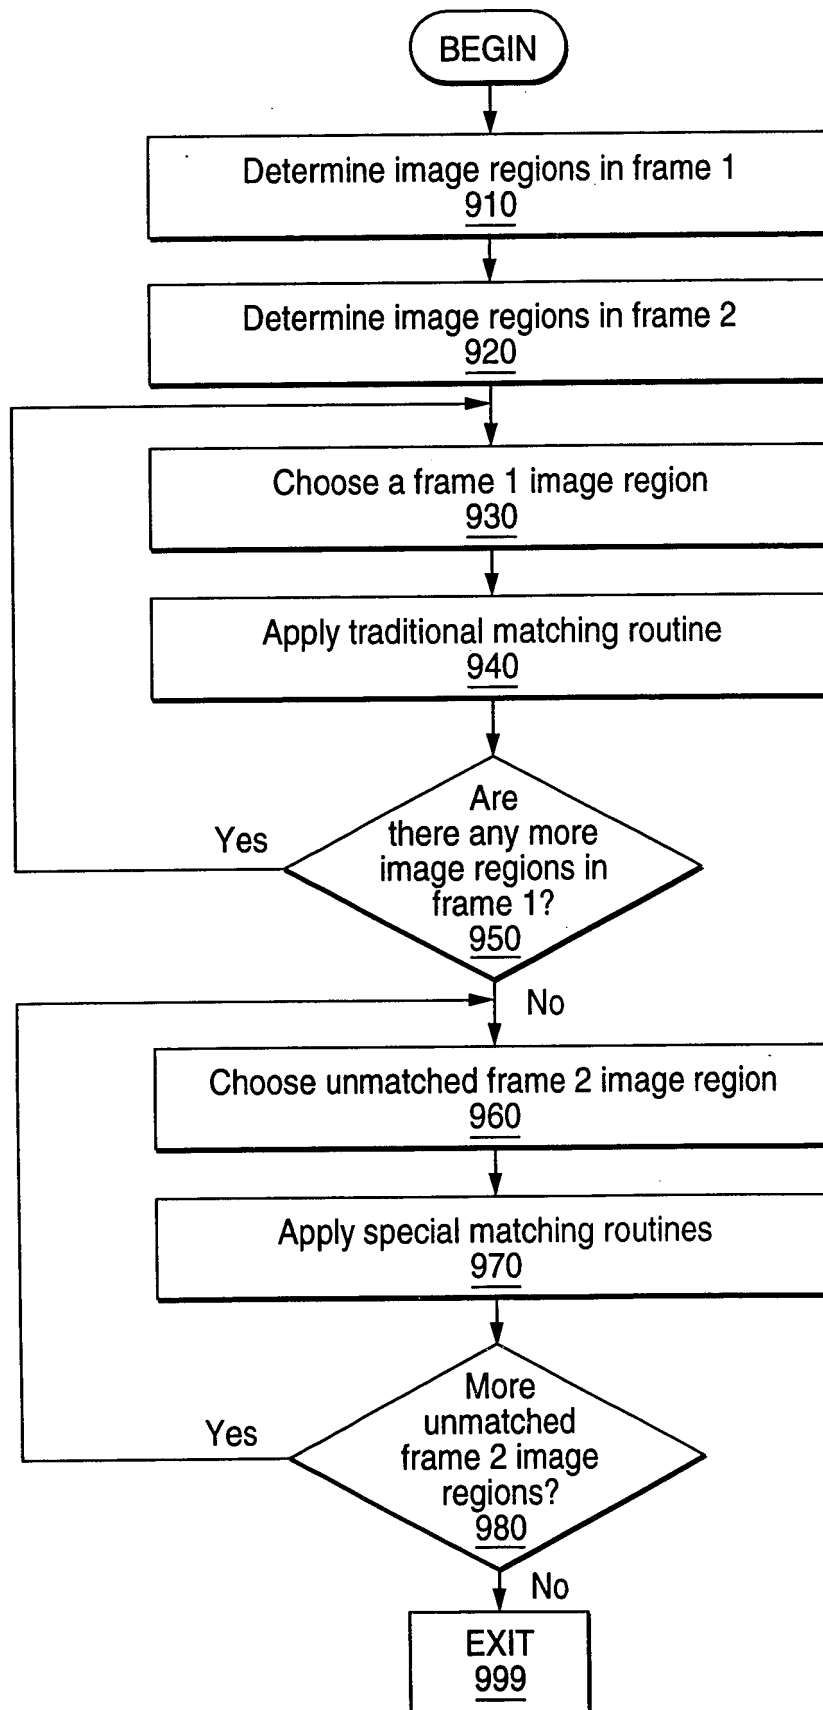 BEGIN
Determine image regions in frame 1
910
Determine image regions in frame 2
920
Choose a frame 1 image region
930
Apply traditional matching routine
940
Are
there any more
image regions in
frame 1?
950
Yes
No
Choose unmatched frame 2 image region
960
Apply special matching routines
970
More
unmatched
frame 2 image
regions?
980
Yes
No
EXIT
999